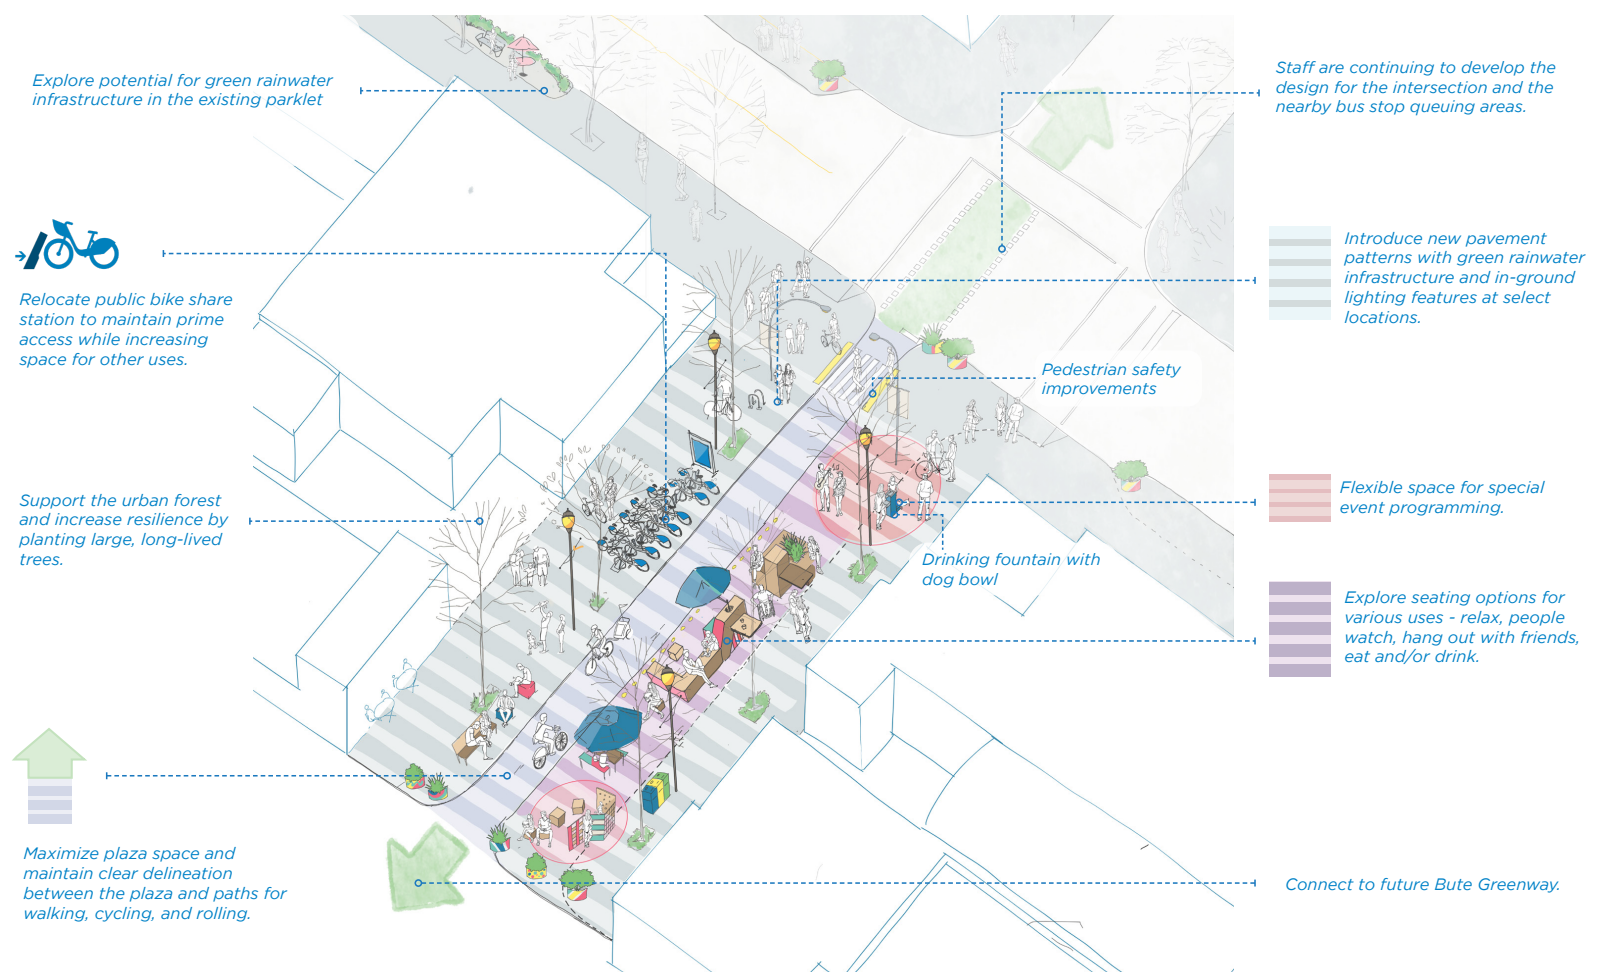 Explore potential for green rainwater
infrastructure in the existing parklet
Staff are continuing to develop the
design for the intersection and the
nearby bus stop queuing areas.
Relocate public bike share
station to maintain prime
access while increasing
space for other uses.
Introduce new pavement
patterns with green rainwater
infrastructure and in-ground
lighting features at select
locations.
Pedestrian safety
improvements
Support the urban forest
and increase resilience by
planting large, long-lived
trees.
Flexible space for special
event programming.
Drinking fountain with
dog bowl
Explore seating options for
various uses - relax, people
watch, hang out with friends,
eat and/or drink.
Maximize plaza space and
maintain clear delineation
between the plaza and paths for
walking, cycling, and rolling.
Connect to future Bute Greenway.